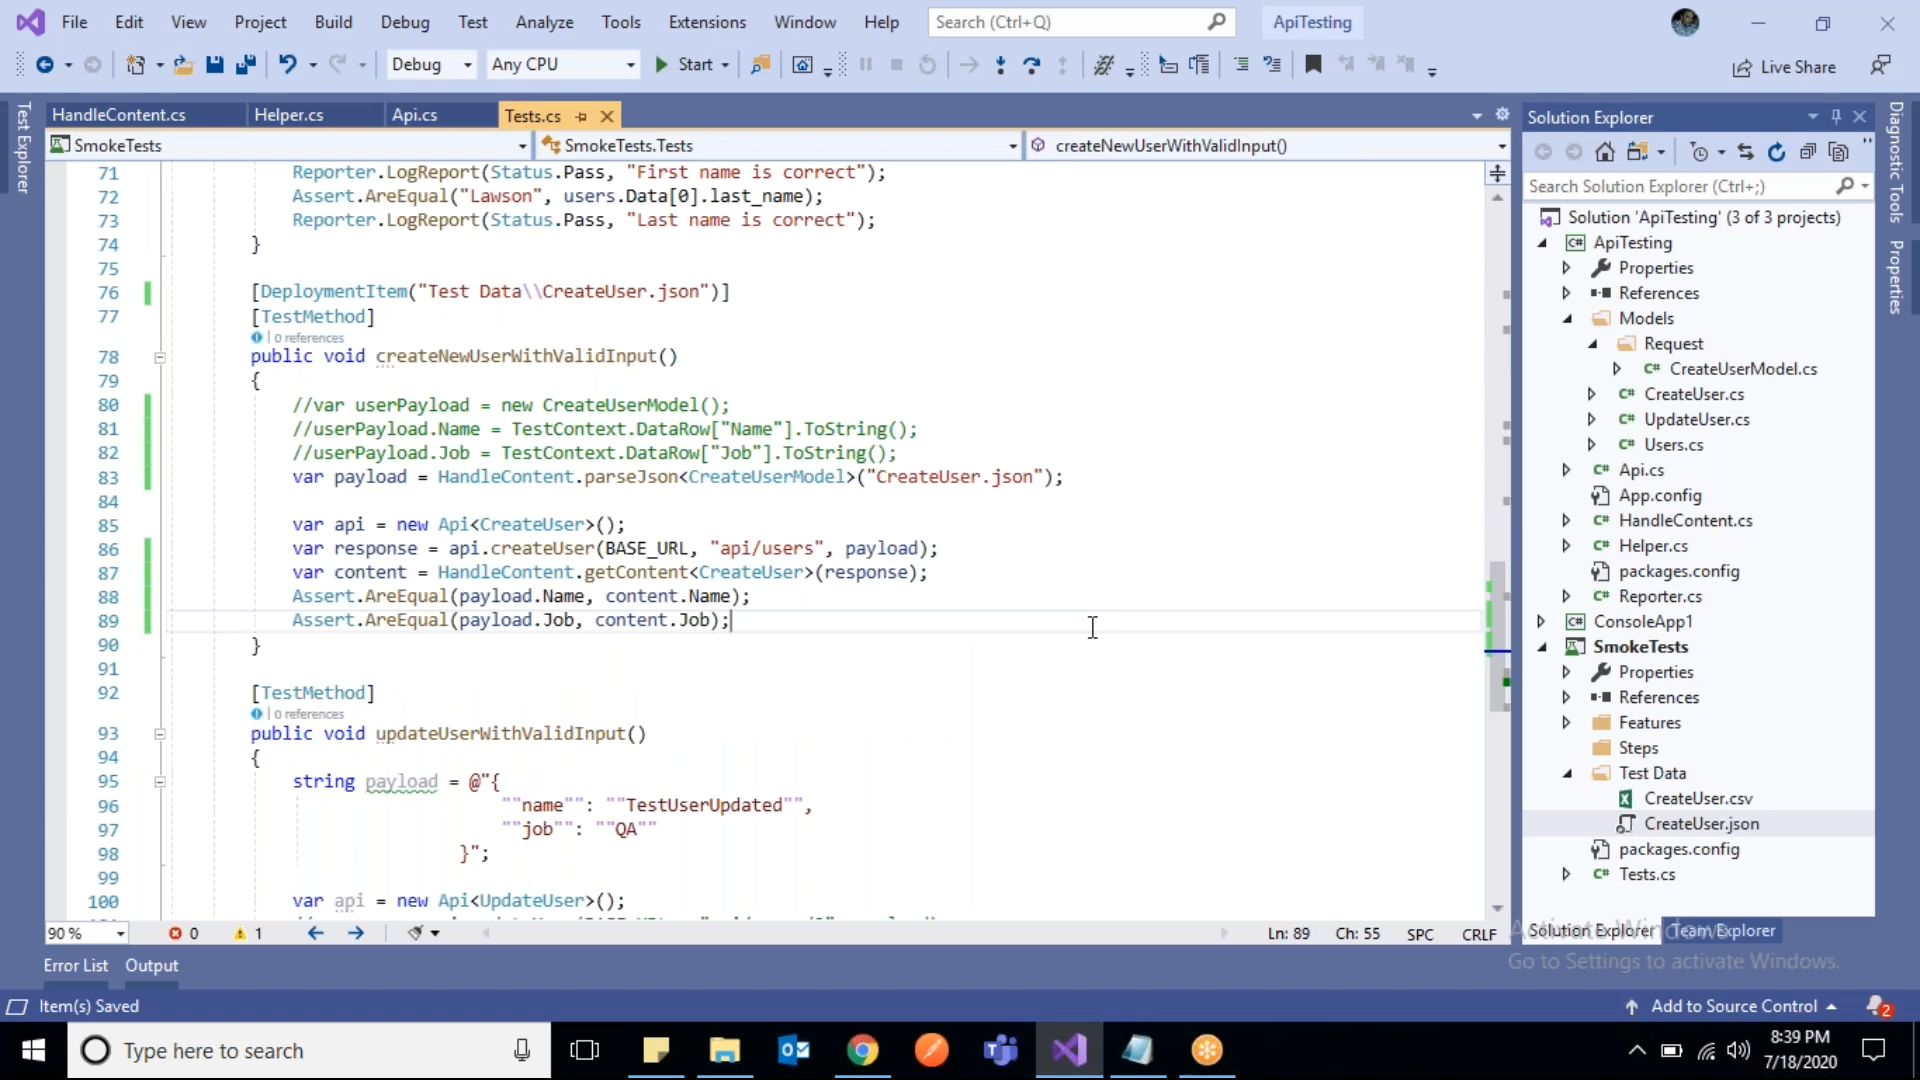 File Edit View Project Build Debug Test Analyze Tools Extensions Window Help Search (Ctrl+Q) ApiTesting
Debug Any CPU Start Live Share
Test Explorer
HandleContent.cs Helper.cs Api.cs Tests.cs
SmokeTests SmokeTests.Tests createNewUserWithValidInput()
71 Reporter.LogReport(Status.Pass, "First name is correct");
72 Assert.AreEqual("Lawson", users.Data[0].last_name);
73 Reporter.LogReport(Status.Pass, "Last name is correct");
74 }
75
76 [DeploymentItem("Test Data\\CreateUser.json")]
77 [TestMethod]
0 references
78 public void createNewUserWithValidInput()
79 {
80 //var userPayload = new CreateUserModel();
81 //userPayload.Name = TestContext.DataRow["Name"].ToString();
82 //userPayload.Job = TestContext.DataRow["Job"].ToString();
83 var payload = HandleContent.parseJson<CreateUserModel>("CreateUser.json");
84
85 var api = new Api<CreateUser>();
86 var response = api.createUser(BASE_URL, "api/users", payload);
87 var content = HandleContent.getContent<CreateUser>(response);
88 Assert.AreEqual(payload.Name, content.Name);
89 Assert.AreEqual(payload.Job, content.Job);
90 }
91
92 [TestMethod]
0 references
93 public void updateUserWithValidInput()
94 {
95 string payload = @"{
96 ""name"": ""TestUserUpdated"",
97 ""job"": ""QA""
98 }";
99
100 var api = new Api<UpdateUser>();
90 % 0 1 Ln: 89 Ch: 55 SPC CRLF
Error List Output
Solution Explorer
Search Solution Explorer (Ctrl+;)
Solution 'ApiTesting' (3 of 3 projects)
C# ApiTesting
Properties
References
Models
Request
C# CreateUserModel.cs
C# CreateUser.cs
C# UpdateUser.cs
C# Users.cs
C# Api.cs
App.config
C# HandleContent.cs
C# Helper.cs
packages.config
C# Reporter.cs
C# ConsoleApp1
SmokeTests
Properties
References
Features
Steps
Test Data
CreateUser.csv
CreateUser.json
packages.config
C# Tests.cs
Solution Explorer Team Explorer
Diagnostic Tools
Properties
Activate Windows
Go to Settings to activate Windows.
Item(s) Saved Add to Source Control 2
Type here to search
8:39 PM
7/18/2020